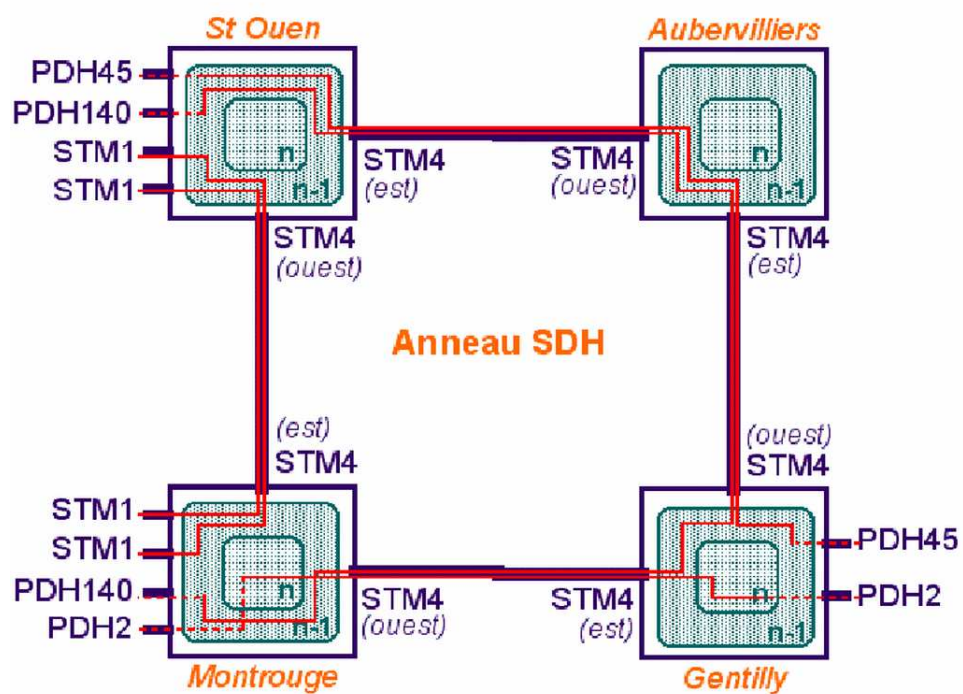 St Ouen
Aubervilliers
PDH45
PDH140
STM1
STM1
n
n-1
STM4
(est)
STM4
(ouest)
n
n-1
STM4
(ouest)
STM4
(est)
Anneau SDH
(est)
STM4
(ouest)
STM4
STM1
STM1
PDH140
PDH2
n
n-1
STM4
(ouest)
STM4
(est)
n
n-1
PDH45
PDH2
Montrouge
Gentilly